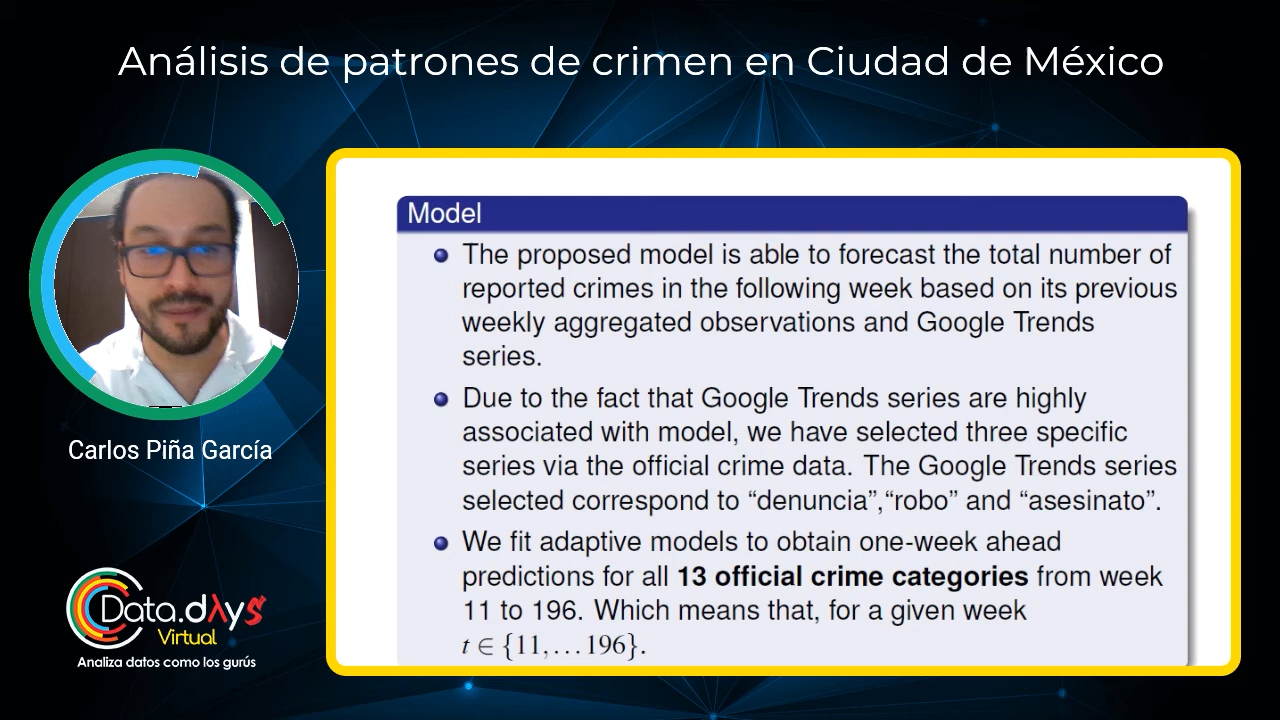 Análisis de patrones de crimen en Ciudad de México
Model
The proposed model is able to forecast the total number of
reported crimes in the following week based on its previous
weekly aggregated observations and Google Trends
series.
Due to the fact that Google Trends series are highly
associated with model, we have selected three specific
series via the official crime data. The Google Trends series
selected correspond to “denuncia”,“robo” and “asesinato”.
We fit adaptive models to obtain one-week ahead
predictions for all 13 official crime categories from week
11 to 196. Which means that, for a given week
t ∈ {11, . . . 196}.
Carlos Piña García
Data.dλys
Virtual
Analiza datos como los gurús